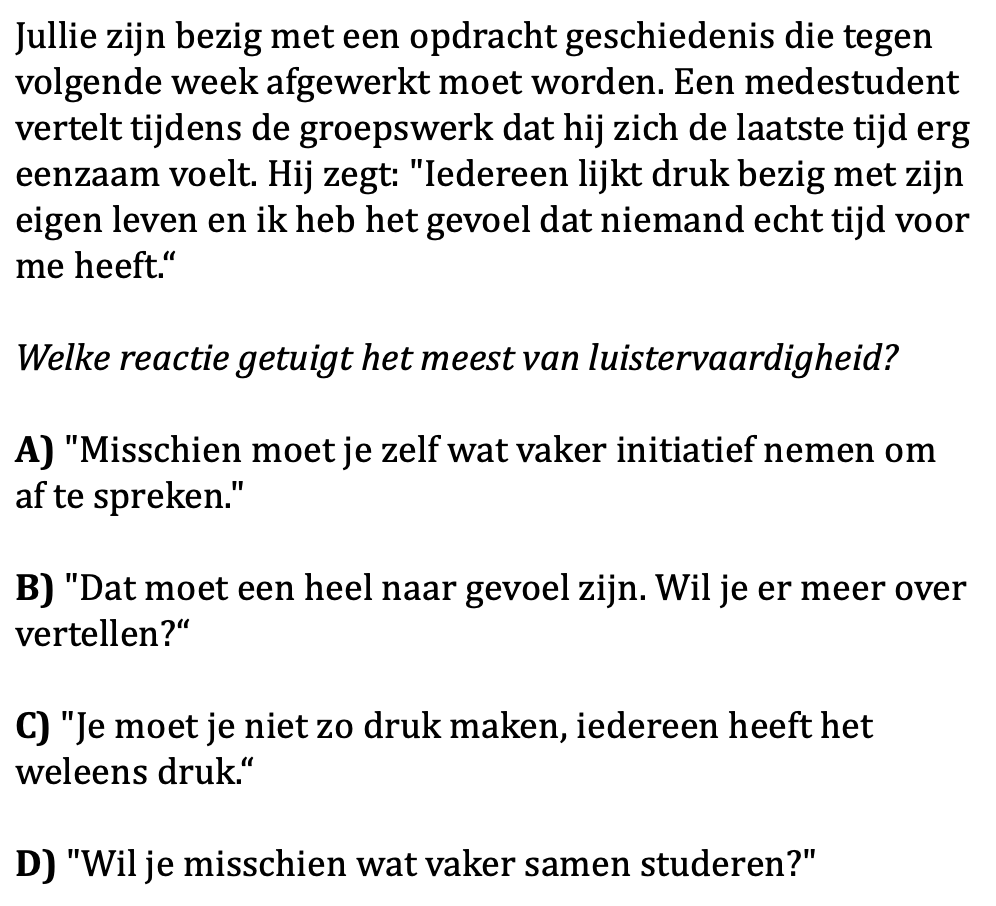 Jullie zijn bezig met een opdracht geschiedenis die tegen
volgende week afgewerkt moet worden. Een medestudent
vertelt tijdens de groepswerk dat hij zich de laatste tijd erg
eenzaam voelt. Hij zegt: "Iedereen lijkt druk bezig met zijn
eigen leven en ik heb het gevoel dat niemand echt tijd voor
me heeft.“
Welke reactie getuigt het meest van luistervaardigheid?
A) "Misschien moet je zelf wat vaker initiatief nemen om
af te spreken."
B) "Dat moet een heel naar gevoel zijn. Wil je er meer over
vertellen?“
C) "Je moet je niet zo druk maken, iedereen heeft het
weleens druk.“
D) "Wil je misschien wat vaker samen studeren?"